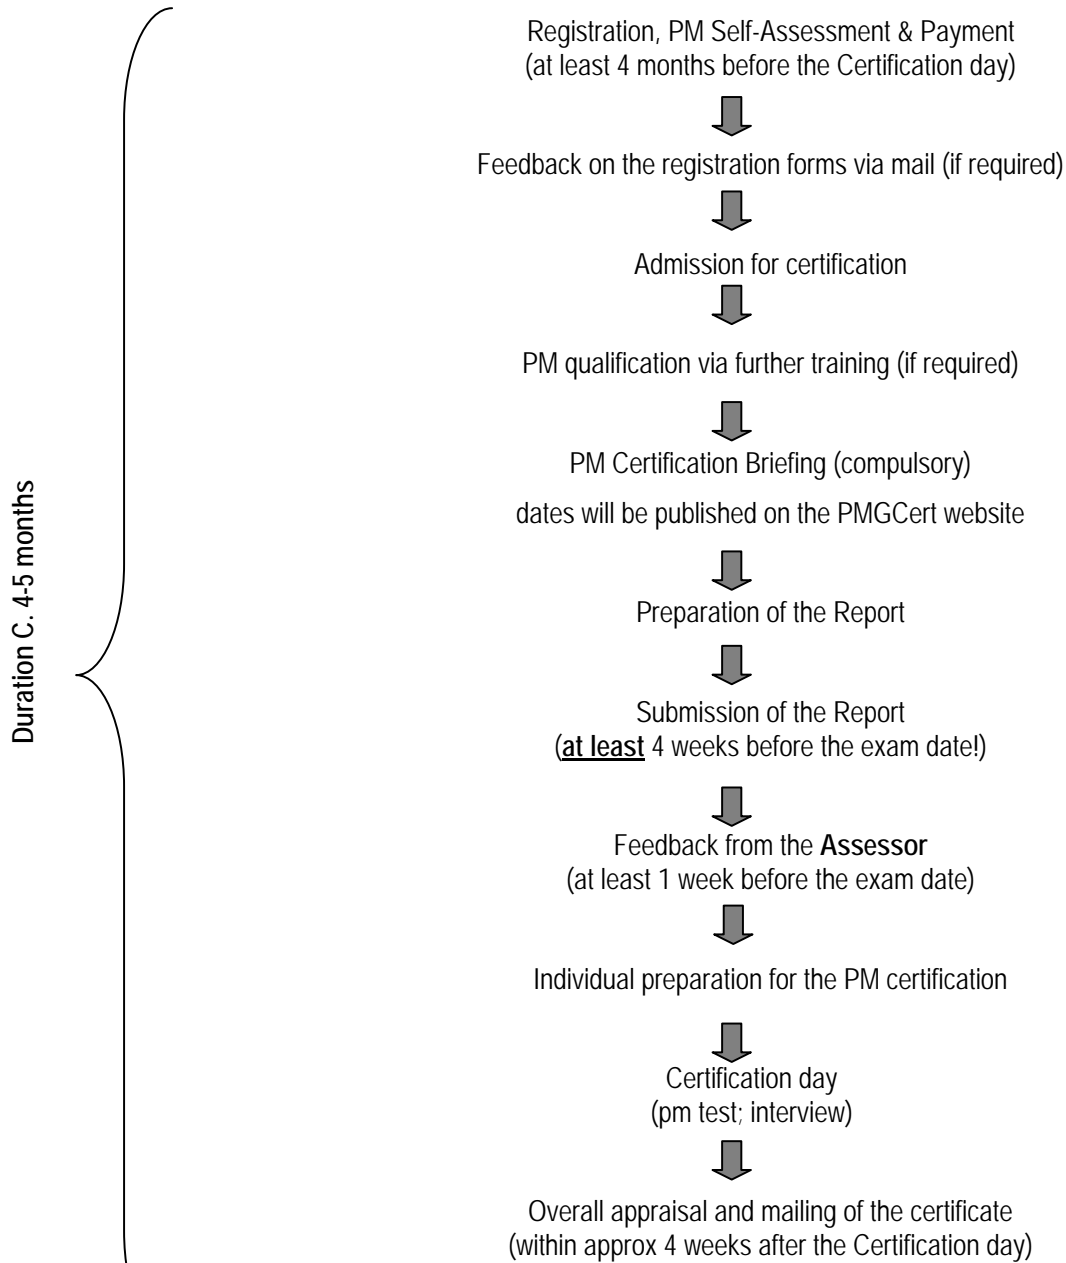 Registration, PM Self-Assessment & Payment
(at least 4 months before the Certification day)
Feedback on the registration forms via mail (if required)
Admission for certification
PM qualification via further training (if required)
PM Certification Briefing (compulsory)
dates will be published on the PMGCert website
Duration C. 4-5 months
Preparation of the Report
Submission of the Report
(at least 4 weeks before the exam date!)
Feedback from the Assessor
(at least 1 week before the exam date)
Individual preparation for the PM certification
Certification day
(pm test; interview)
Overall appraisal and mailing of the certificate
(within approx 4 weeks after the Certification day)